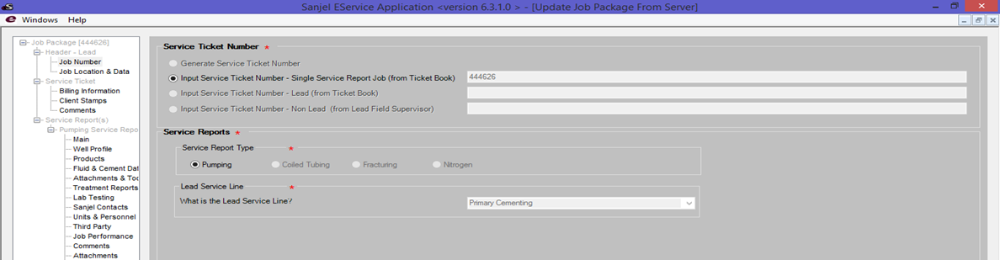 Sanjel EService Application <version 6.3.1.0 > - [Update Job Package From Server]
Windows Help
Job Package [444626]
Header - Lead
Job Number
Job Location & Data
Service Ticket
Billing Information
Client Stamps
Comments
Service Report(s)
Pumping Service Repo
Main
Well Profile
Products
Fluid & Cement Dat
Attachments & Too
Treatment Reports
Lab Testing
Sanjel Contacts
Units & Personnel
Third Party
Job Performance
Comments
Attachments
Service Ticket Number *
Generate Service Ticket Number
Input Service Ticket Number - Single Service Report Job (from Ticket Book) 444626
Input Service Ticket Number - Lead (from Ticket Book)
Input Service Ticket Number - Non Lead (from Lead Field Supervisor)
Service Reports *
Service Report Type *
Pumping Coiled Tubing Fracturing Nitrogen
Lead Service Line *
What is the Lead Service Line? Primary Cementing